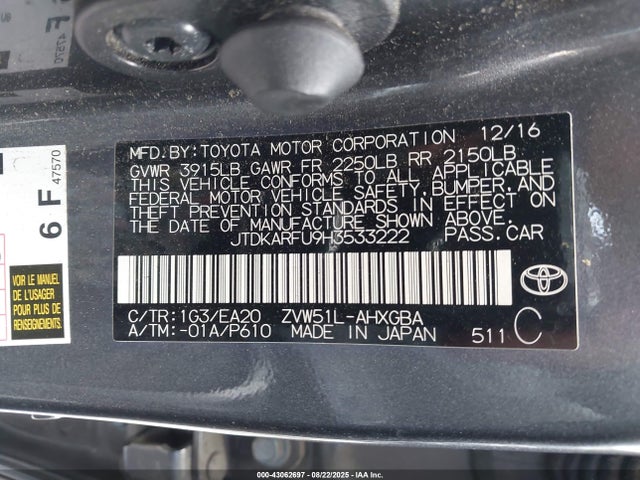 MFD.BY:TOYOTA MOTOR CORPORATION 12/16
GVWR 3915LB GAWR FR 2250LB RR 2150LB
THIS VEHICLE CONFORMS TO ALL APPLICABLE
FEDERAL MOTOR VEHICLE SAFETY,BUMPER,AND
THEFT PREVENTION STANDARDS IN EFFECT ON
THE DATE OF MANUFACTURE SHOWN ABOVE.
JTDKARFU9H3533222 PASS.CAR
C/TR:1G3/EA20 ZVW51L-AHXGBA
A/TM:-01A/P610 MADE IN JAPAN 511 C
TOYOTA
6 F
47570
VOIR
LE MANUEL
DE
L'USAGER
POUR PLUS DE
RENSEIGNEMENTS
000-43062697 - 08/22/2025 - IAAI.COM